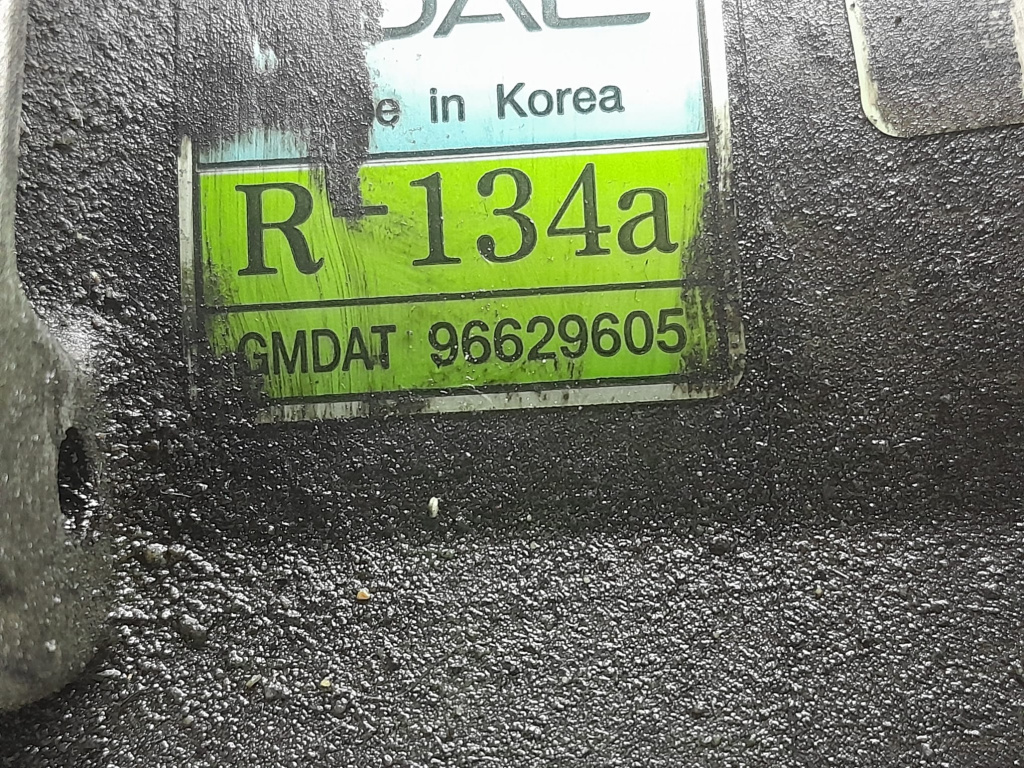 in Korea
R-134a
GMDAT 96629605